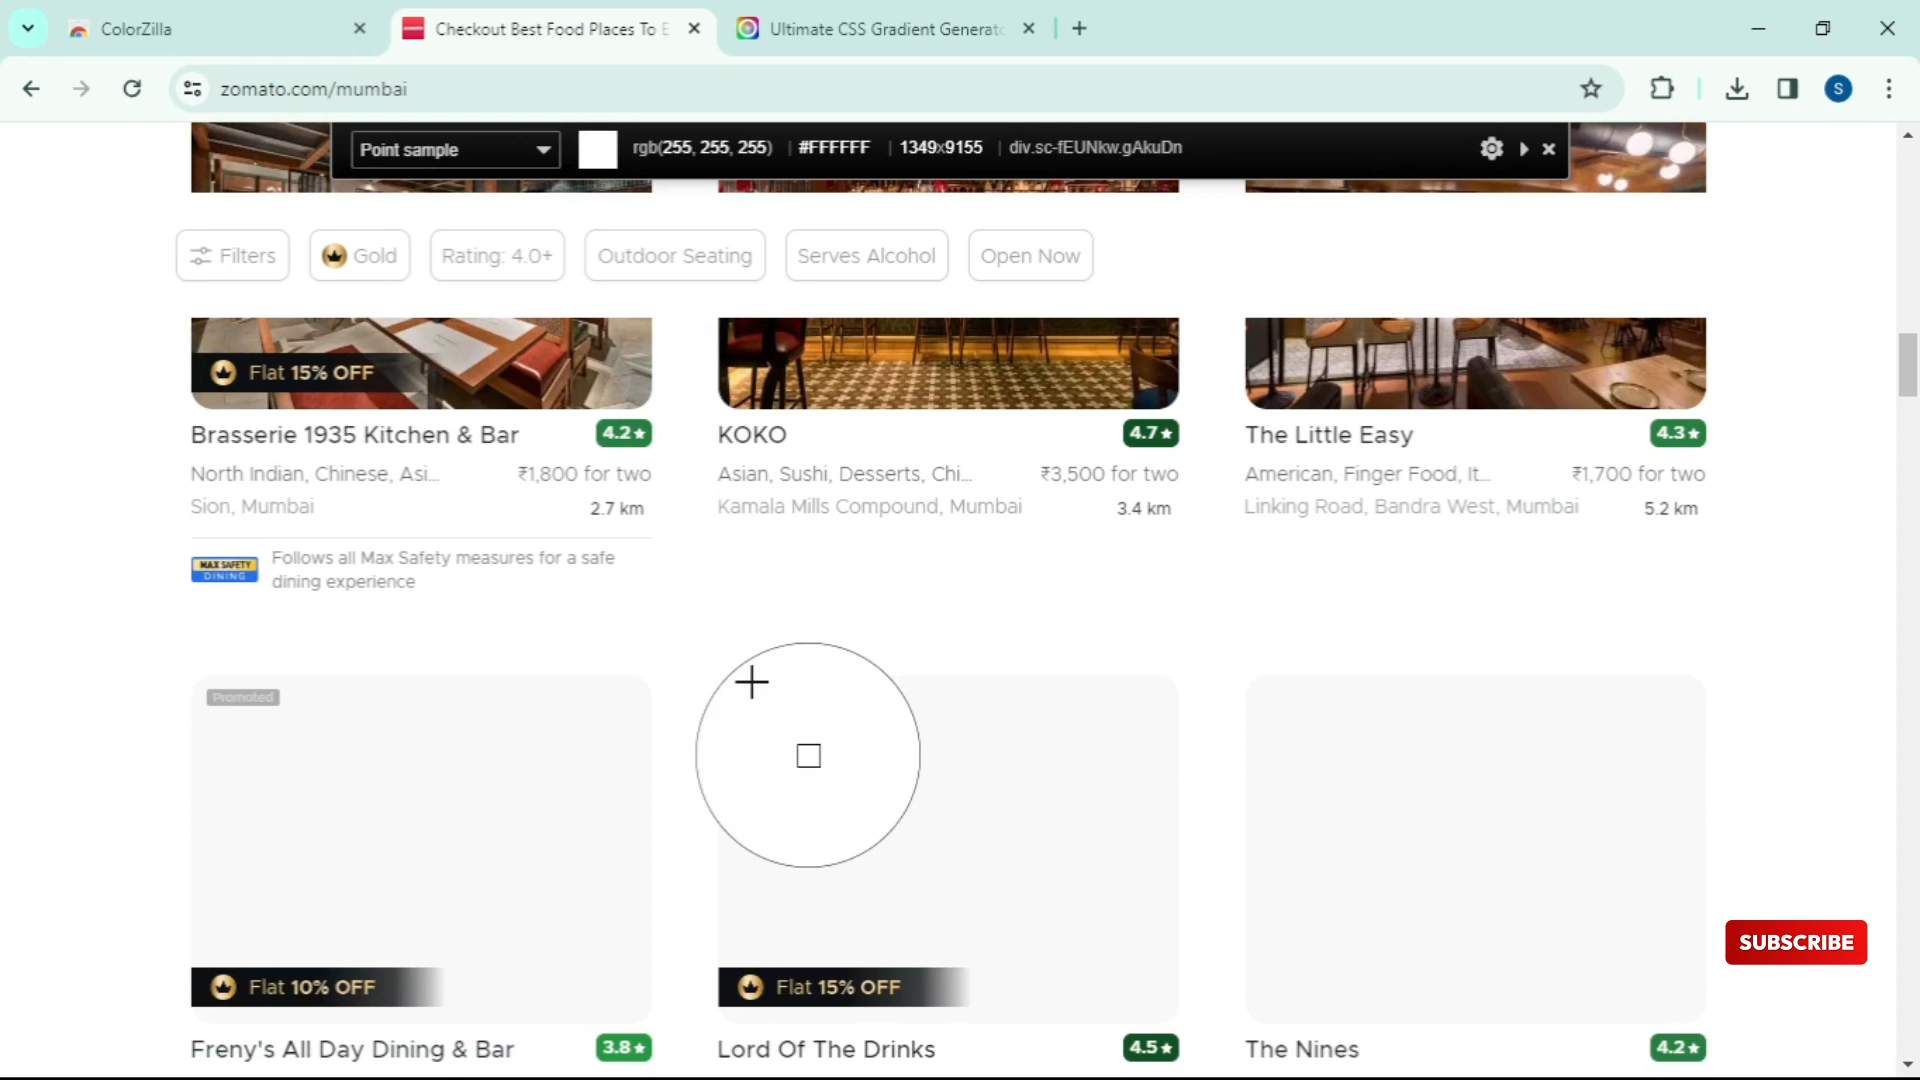 ColorZilla
Checkout Best Food Places To E
Ultimate CSS Gradient Generato
zomato.com/mumbai
S
Point sample
rgb(255, 255, 255) | #FFFFFF | 1349x9155 | div.sc-fEUNkw.gAkuDn
Filters
Gold
Rating: 4.0+
Outdoor Seating
Serves Alcohol
Open Now
Flat 15% OFF
Brasserie 1935 Kitchen & Bar
4.2★
North Indian, Chinese, Asi...
₹1,800 for two
Sion, Mumbai
2.7 km
MAX SAFETY
DINING
Follows all Max Safety measures for a safe
dining experience
KOKO
4.7★
Asian, Sushi, Desserts, Chi...
₹3,500 for two
Kamala Mills Compound, Mumbai
3.4 km
The Little Easy
4.3★
American, Finger Food, It...
₹1,700 for two
Linking Road, Bandra West, Mumbai
5.2 km
Promoted
Flat 10% OFF
Freny's All Day Dining & Bar
3.8★
Flat 15% OFF
Lord Of The Drinks
4.5★
The Nines
4.2★
SUBSCRIBE